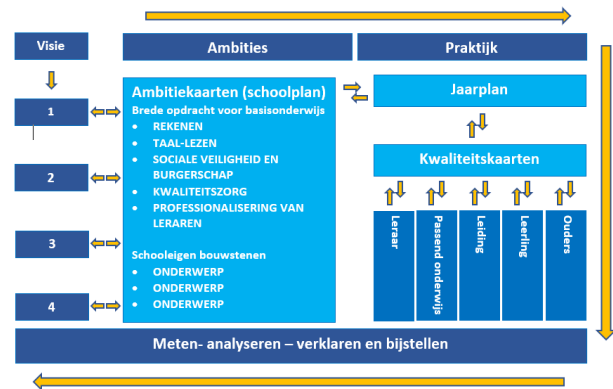 Visie
Ambities
Praktijk
1
2
3
4
Ambitiekaarten (schoolplan)
Brede opdracht voor basisonderwijs
• REKENEN
• TAAL-LEZEN
• SOCIALE VEILIGHEID EN
BURGERSCHAP
• KWALITEITSZORG
• PROFESSIONALISERING VAN
LERAREN
Schooleigen bouwstenen
• ONDERWERP
• ONDERWERP
• ONDERWERP
Jaarplan
Kwaliteitskaarten
Leraar
Passend onderwijs
Leiding
Leerling
Ouders
Meten- analyseren – verklaren en bijstellen